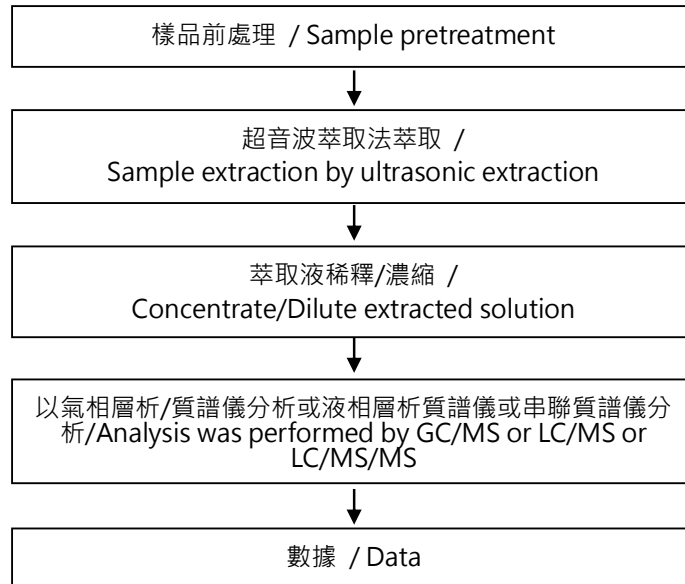 樣品前處理 / Sample pretreatment
超音波萃取法萃取 /
Sample extraction by ultrasonic extraction
萃取液稀釋/濃縮 /
Concentrate/Dilute extracted solution
以氣相層析/質譜儀分析或液相層析質譜儀或串聯質譜儀分
析/Analysis was performed by GC/MS or LC/MS or
LC/MS/MS
數據 / Data